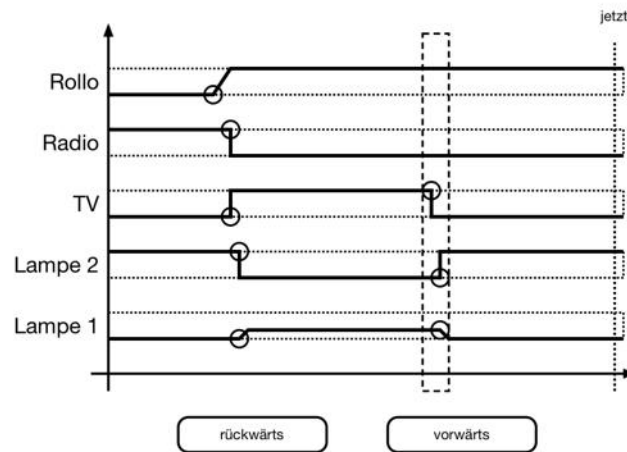 jetzt
Rollo
Radio
TV
Lampe 2
Lampe 1
rückwärts
vorwärts